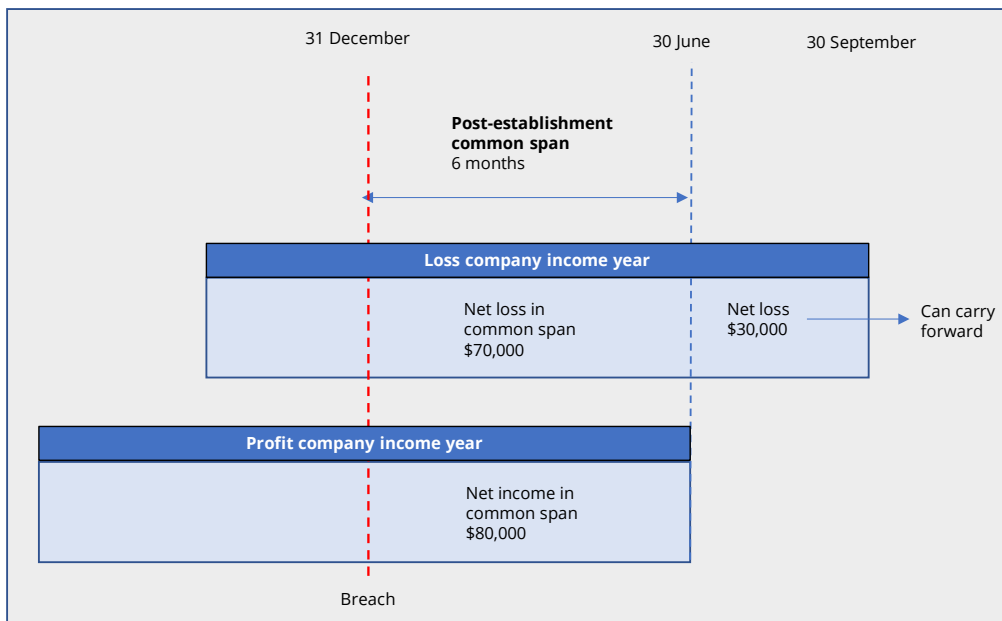 31 December
30 June
30 September
Post-establishment
common span
6 months
Loss company income year
Net loss in
common span
$70,000
Net loss
$30,000
Can carry
forward
Profit company income year
Net income in
common span
$80,000
Breach